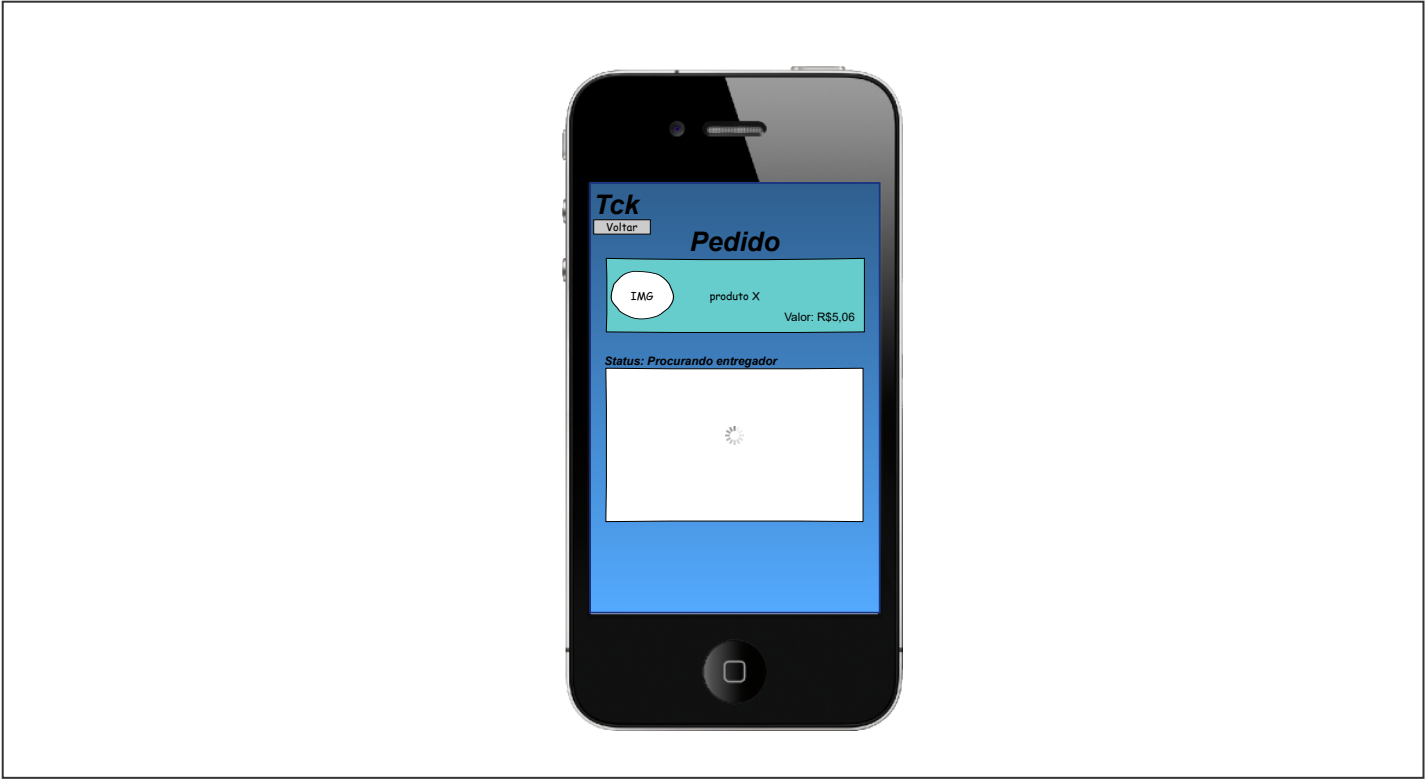 Tck
Voltar
Pedido
IMG
produto X
Valor: R$5,06
Status: Procurando entregador